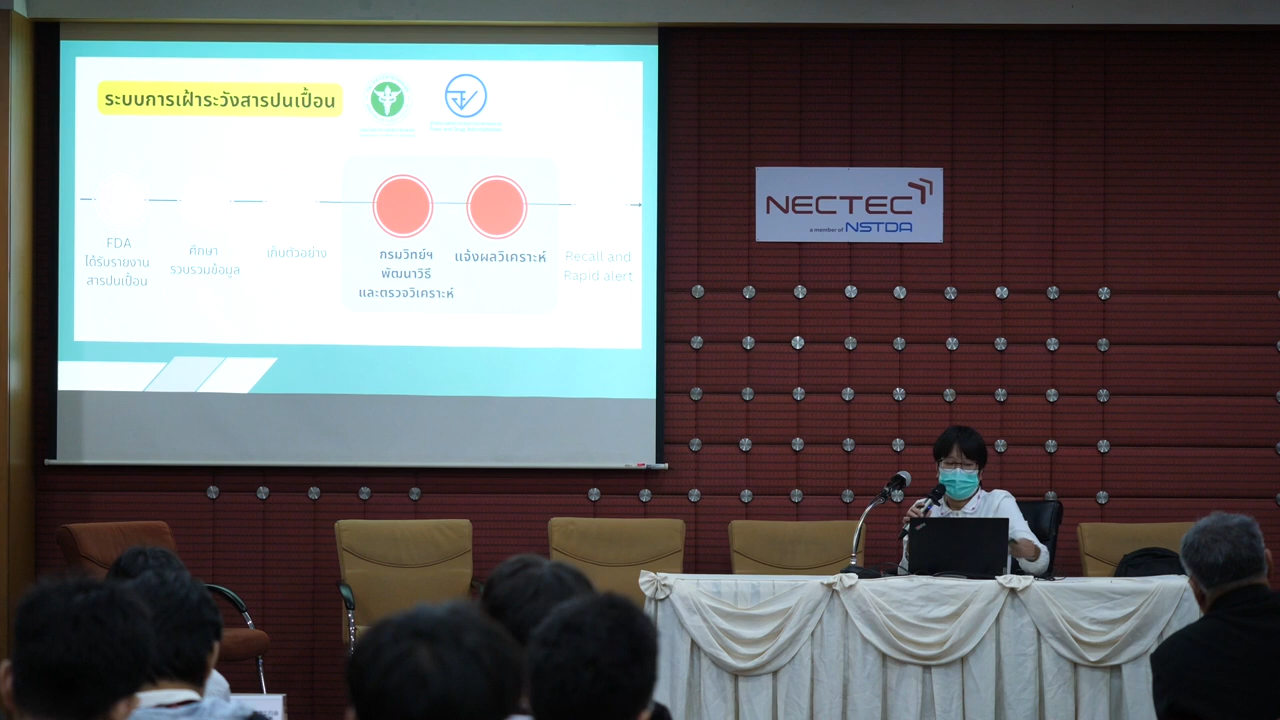 ระบบการเฝ้าระวังสารปนเปื้อน
FDA
ได้รับรายงาน
สารปนเปื้อน
ศึกษา
รวบรวมข้อมูล
เก็บตัวอย่าง
กรมวิทย์ฯ
พัฒนาวิธี
และตรวจวิเคราะห์
แจ้งผลวิเคราะห์
Recall and
Rapid alert
NECTEC
a member of NSTDA